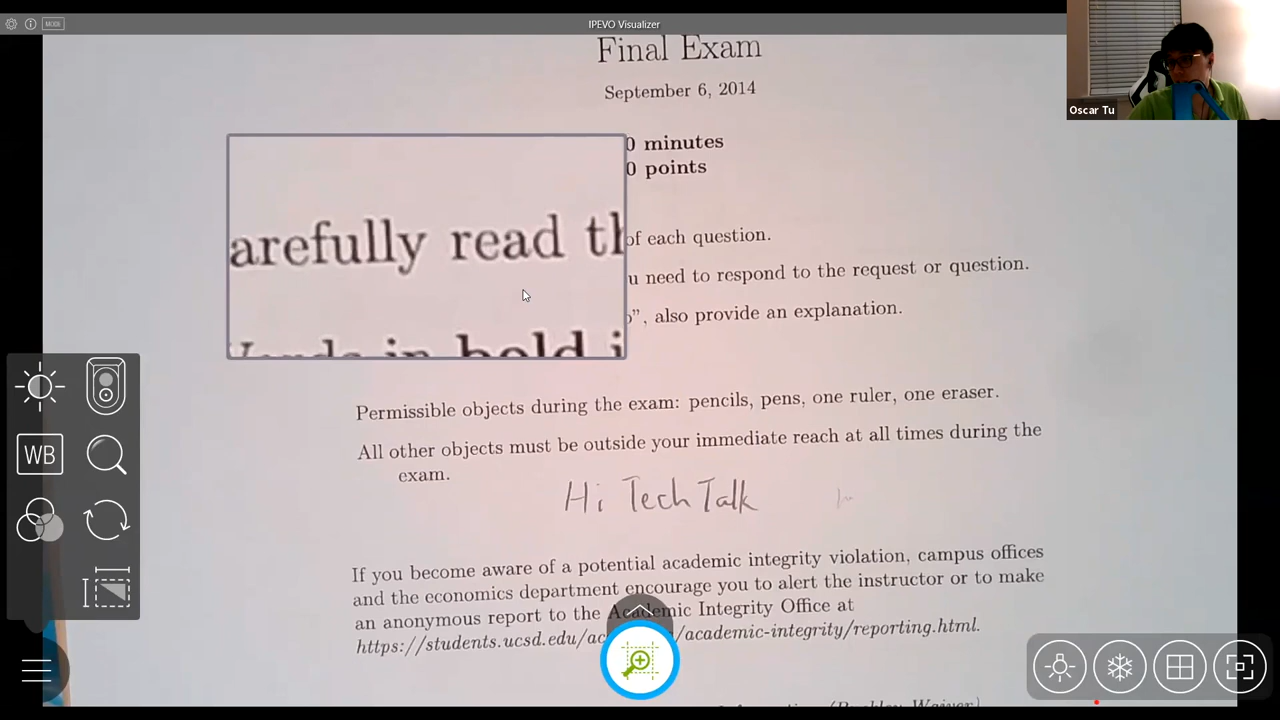 IPEVO Visualizer
Final Exam
September 6, 2014
Oscar Tu
0 minutes
0 points
arefully read th
of each question.
u need to respond to the request or question.
in bold i
o”, also provide an explanation.
WB
Permissible objects during the exam: pencils, pens, one ruler, one eraser.
All other objects must be outside your immediate reach at all times during the
exam.
Hi Tech Talk
If you become aware of a potential academic integrity violation, campus offices
and the economics department encourage you to alert the instructor or to make
an anonymous report to the Academic Integrity Office at
https://students.ucsd.edu/ac /academic-integrity/reporting.html.